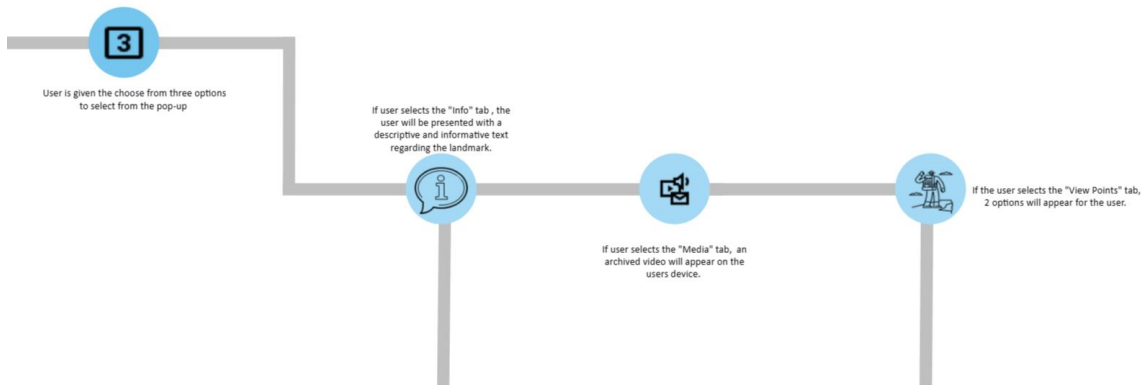 3
User is given the choose from three options
to select from the pop-up
If user selects the "Info" tab , the
user will be presented with a
descriptive and informative text
regarding the landmark.
i
If user selects the "Media" tab,  an
archived video will appear on the
users device.
If the user selects the "View Points" tab,
2 options will appear for the user.